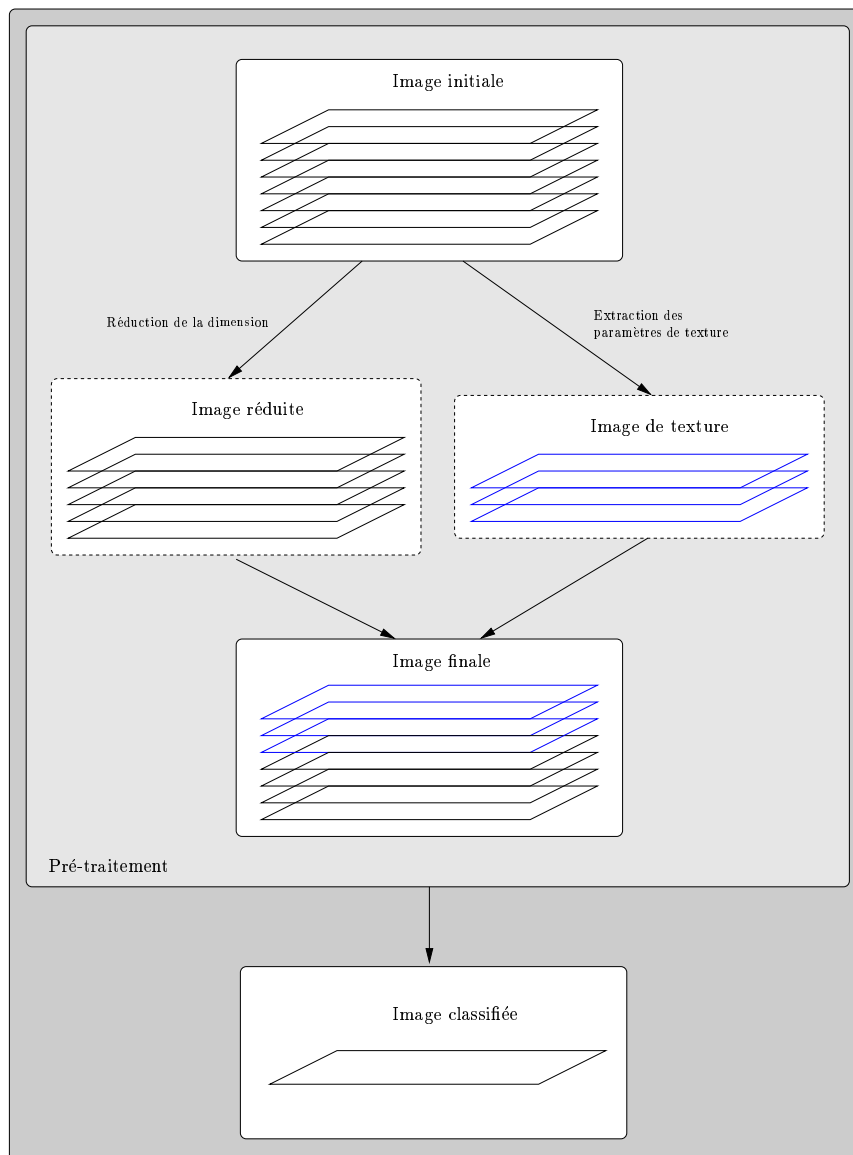 Image initiale
Réduction de la dimension
Extraction des
paramètres de texture
Image réduite
Image de texture
Image finale
Pré-traitement
Image classifiée